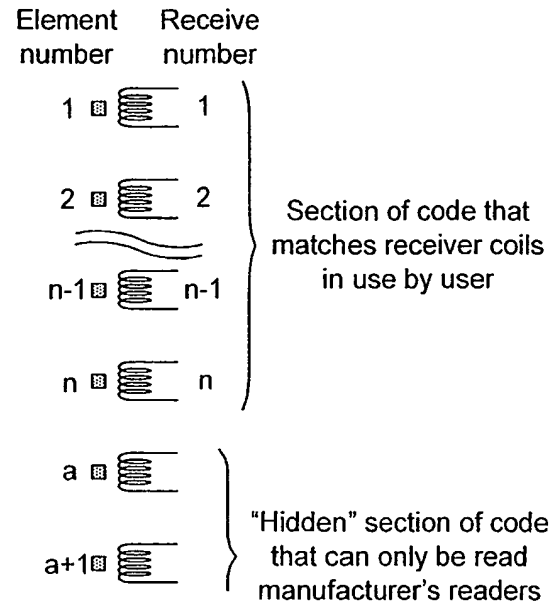 Element Receive
number number
1 1
2 2
n-1 n-1
n n
Section of code that
matches receiver coils
in use by user
a
a+1
"Hidden" section of code
that can only be read
manufacturer's readers